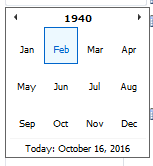 1940
Jan Feb Mar Apr
May Jun Jul Aug
Sep Oct Nov Dec
Today: October 16, 2016